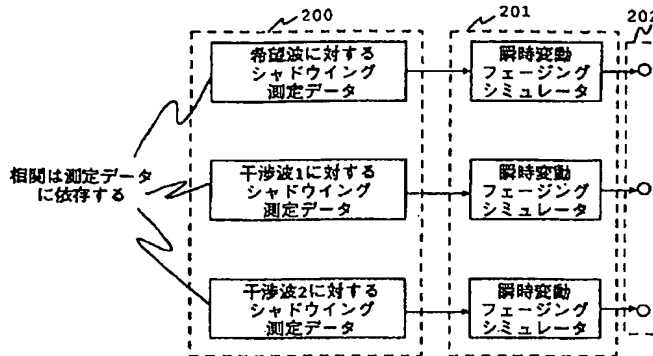 200
201
202
希望波に対する
シャドウイング
測定データ
瞬時変動
フェージング
シミュレータ
相関は測定データ
に依存する
干渉波1に対する
シャドウイング
測定データ
瞬時変動
フェージング
シミュレータ
干渉波2に対する
シャドウイング
測定データ
瞬時変動
フェージング
シミュレータ